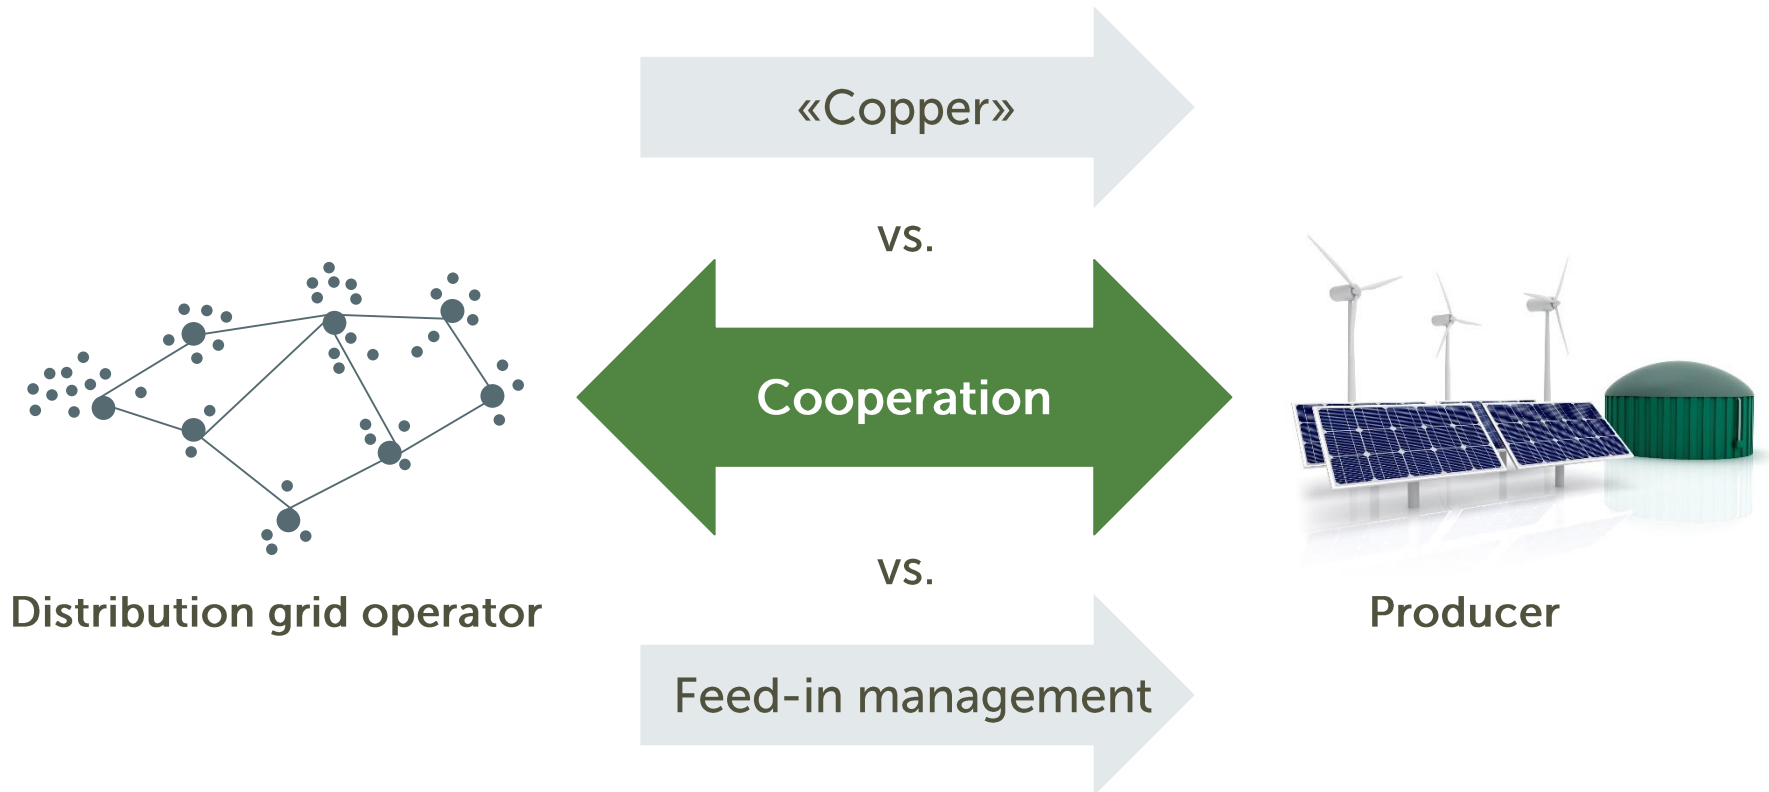 «Copper»
vs.
Cooperation
vs.
Distribution grid operator
Producer
Feed-in management